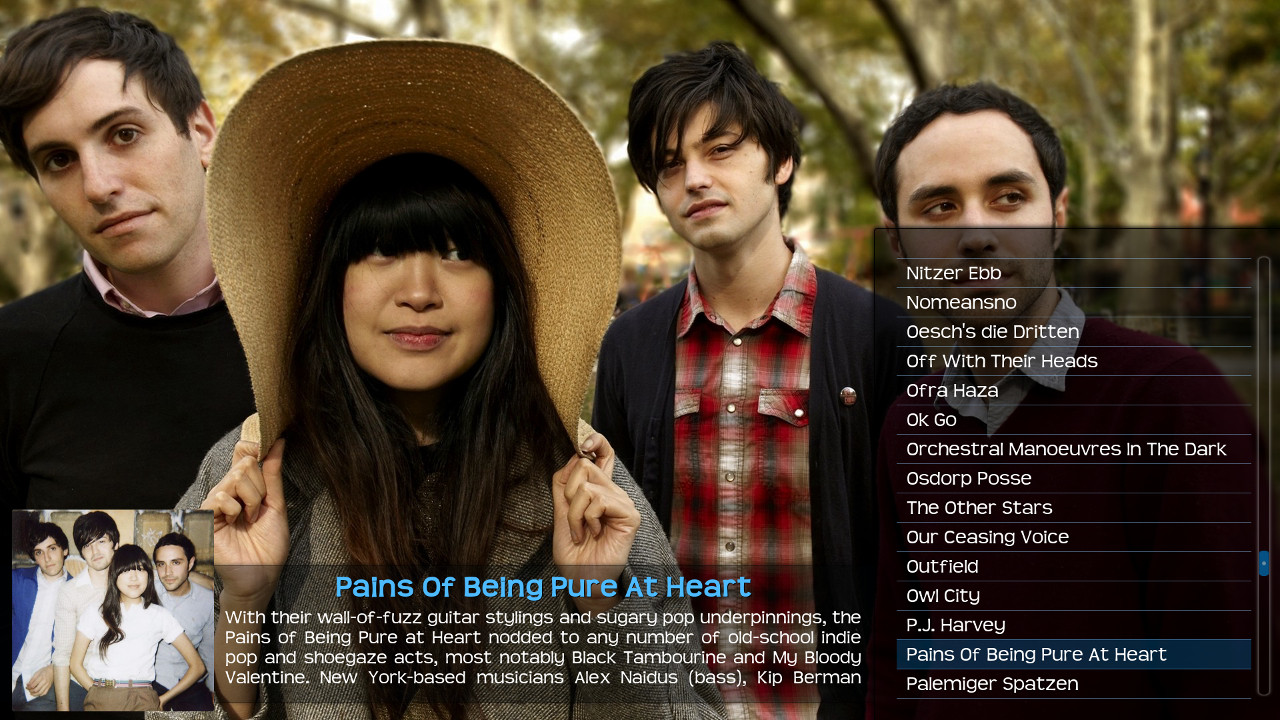 Nitzer Ebb
Nomeansno
Oesch's die Dritten
Off With Their Heads
Ofra Haza
Ok Go
Orchestral Manoeuvres In The Dark
Osdorp Posse
The Other Stars
Our Ceasing Voice
Outfield
Owl City
P.J. Harvey
Pains Of Being Pure At Heart
Palemiger Spatzen
Pains Of Being Pure At Heart
With their wall-of-fuzz guitar stylings and sugary pop underpinnings, the
Pains of Being Pure at Heart nodded to any number of old-school indie
pop and shoegaze acts, most notably Black Tambourine and My Bloody
Valentine. New York-based musicians Alex Naidus (bass), Kip Berman